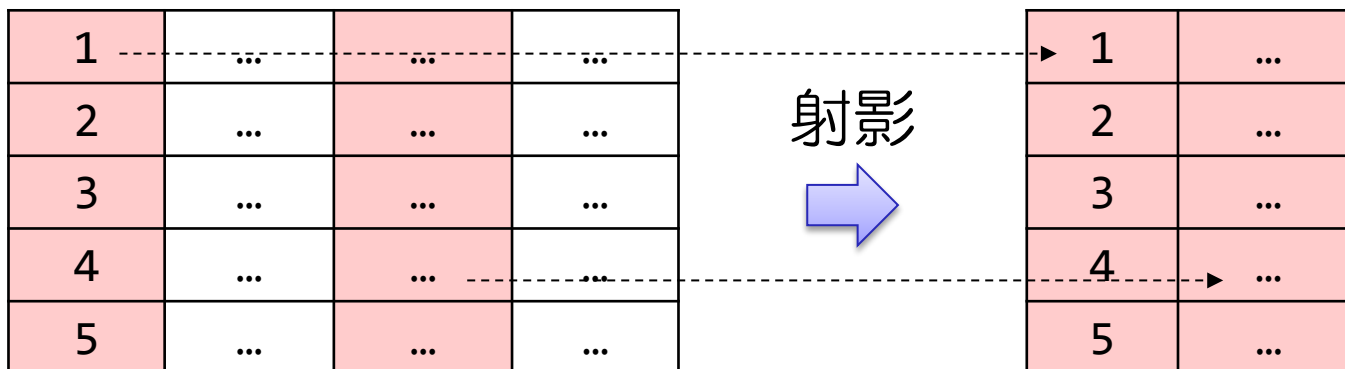 1 … … … 1 …
射影
2 … … … 2 …
3 … … … 3 …
4 … … … 4 …
5 … … … 5 …